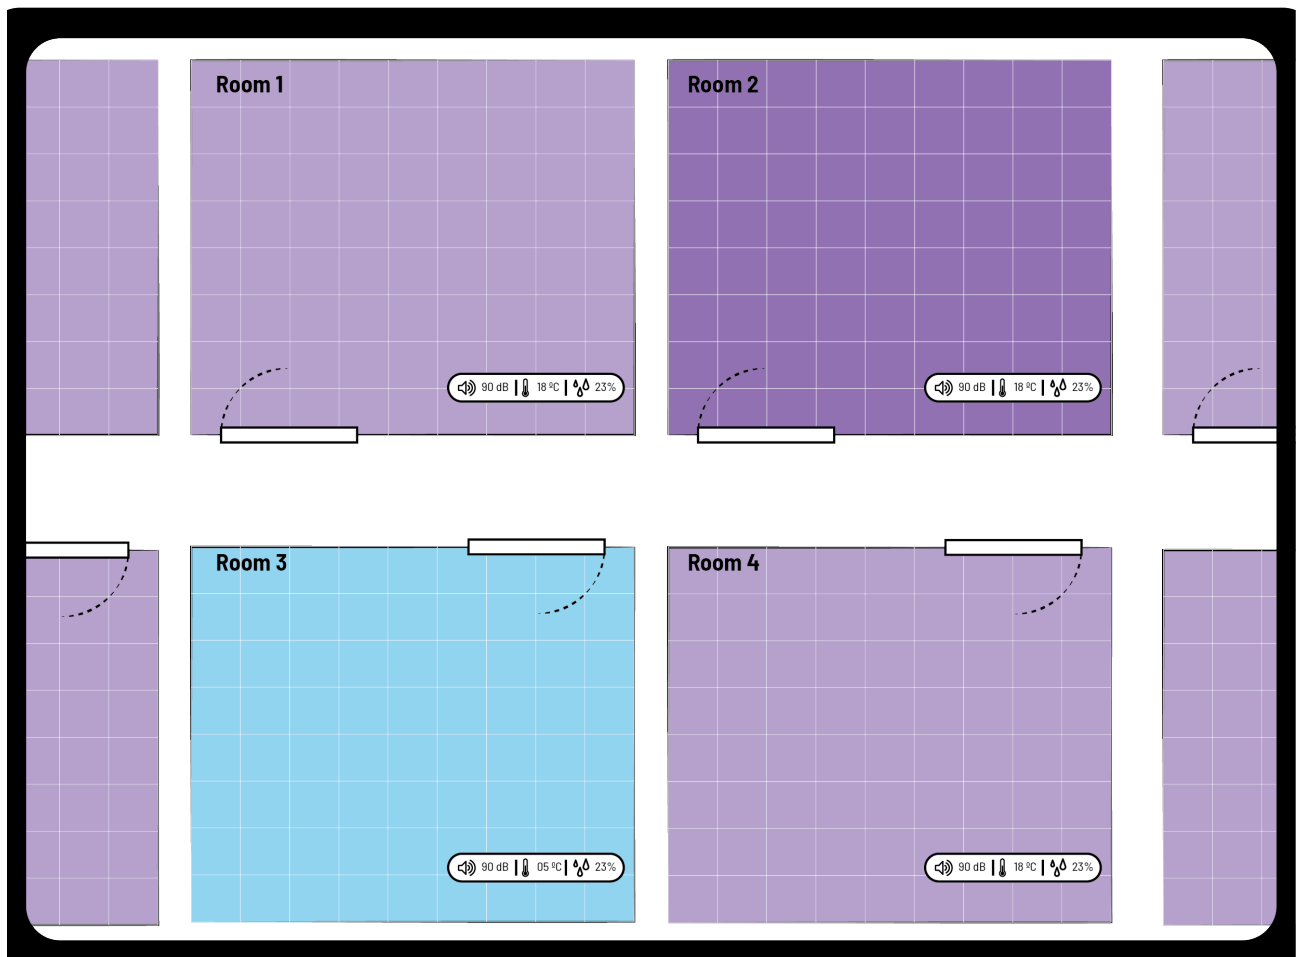 Room 1
Room 2
90 dB | 18 ºC | 23%
90 dB | 18 ºC | 23%
Room 3
Room 4
90 dB | 05 ºC | 23%
90 dB | 18 ºC | 23%